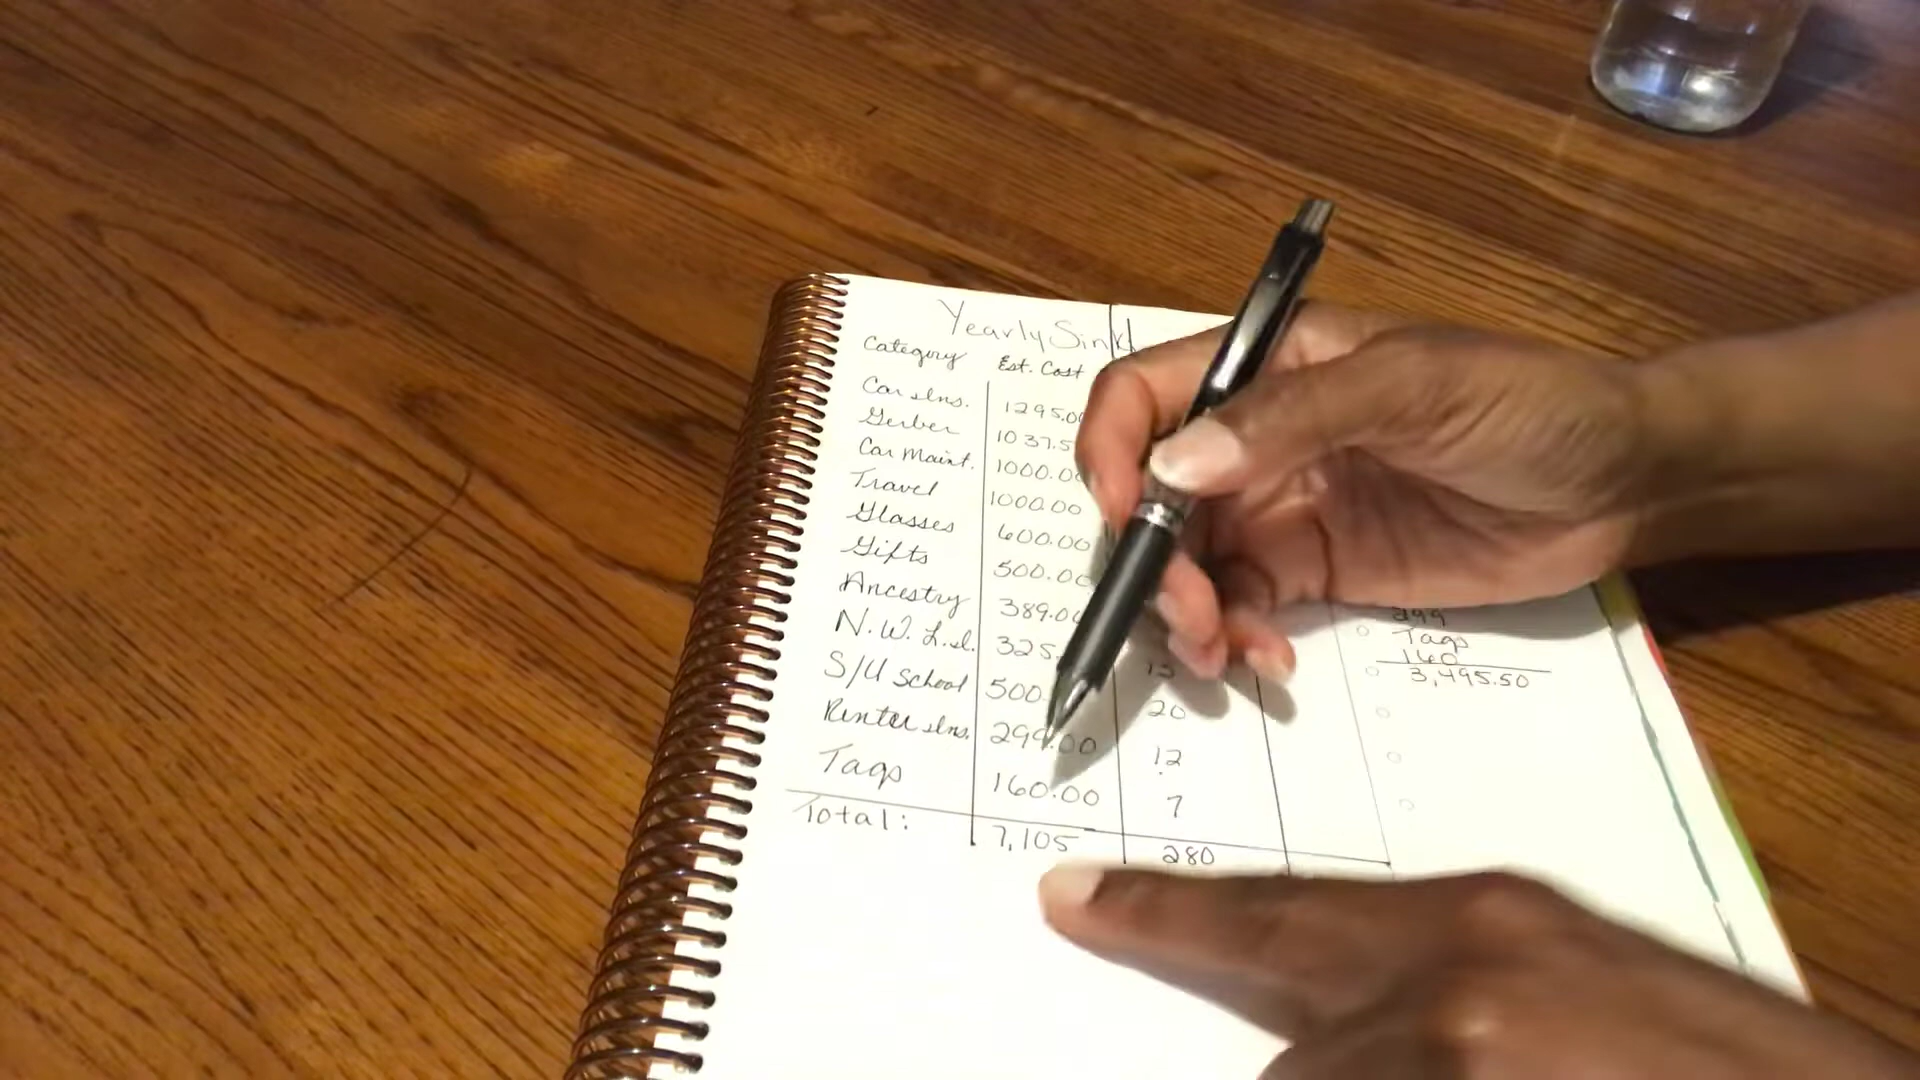 Yearly Sink
Category Est. Cost
Car Ins. 1295.00
Gerber 1037.5
Car Maint. 1000.00
Travel 1000.00
Glasses 600.00
Gifts 500.00
Ancestry 389.00
N.W. L.I. 325. 13
S/U School 500 20
Renter Ins. 299.00 12
Tags 160.00 7
Total: 7,105 280
299
Tags
160
3,495.50